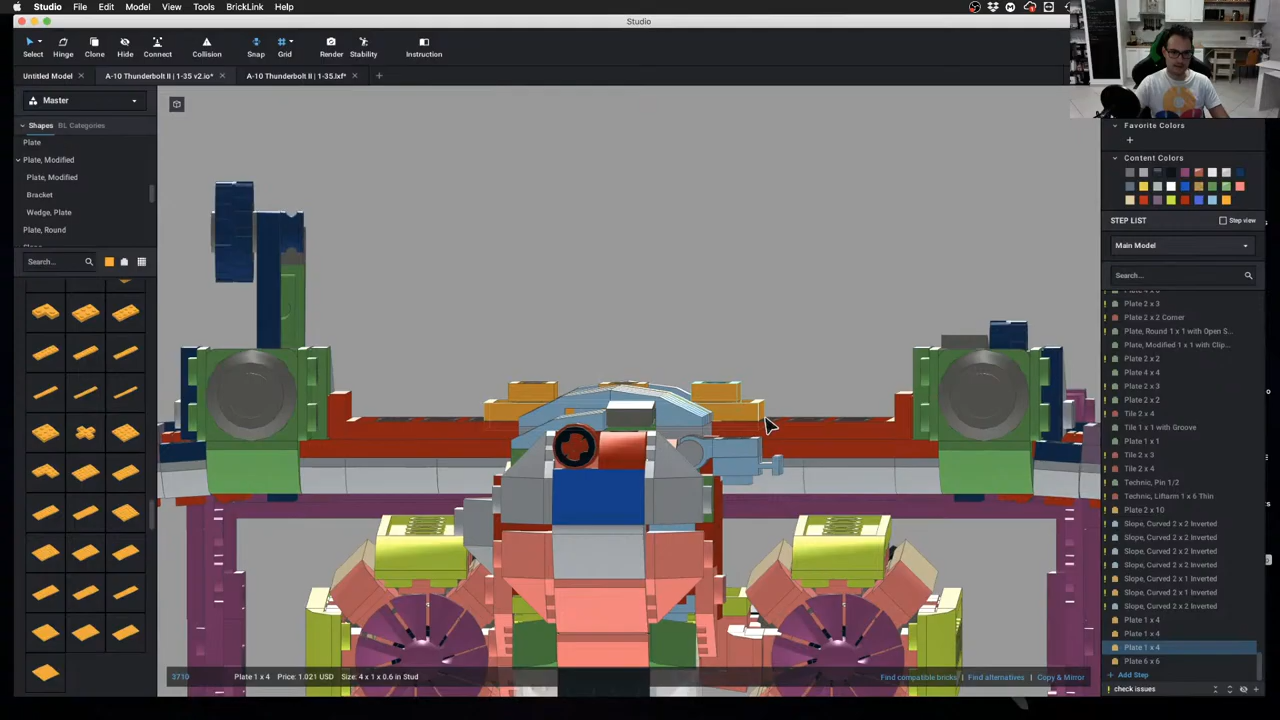 Studio File Edit Model View Tools BrickLink Help
Studio
Select Hinge Clone Hide Connect Collision Snap Grid Render Stability Instruction
Untitled Model A-10 Thunderbolt II | 1-35 v2.io* A-10 Thunderbolt II | 1-35.lxf* +
Master
Shapes BL Categories
Plate
Plate, Modified
Plate, Modified
Bracket
Wedge, Plate
Plate, Round
Search...
Favorite Colors
+
Content Colors
STEP LIST Step view
Main Model
Search...
Plate 2 x 3
Plate 2 x 2 Corner
Plate, Round 1 x 1 with Open S...
Plate, Modified 1 x 1 with Clip...
Plate 2 x 2
Plate 4 x 4
Plate 2 x 3
Plate 2 x 2
Tile 2 x 4
Tile 1 x 1 with Groove
Plate 1 x 1
Tile 2 x 3
Tile 2 x 4
Technic, Pin 1/2
Technic, Liftarm 1 x 6 Thin
Plate 2 x 10
Slope, Curved 2 x 2 Inverted
Slope, Curved 2 x 2 Inverted
Slope, Curved 2 x 2 Inverted
Slope, Curved 2 x 2 Inverted
Slope, Curved 2 x 1 Inverted
Slope, Curved 2 x 1 Inverted
Slope, Curved 2 x 2 Inverted
Plate 1 x 4
Plate 1 x 4
Plate 1 x 4
Plate 6 x 6
+ Add Step
check issues
3710 Plate 1 x 4 Price: 1.021 USD Size: 4 x 1 x 0.6 in Stud Find compatible bricks | Find alternatives | Copy & Mirror